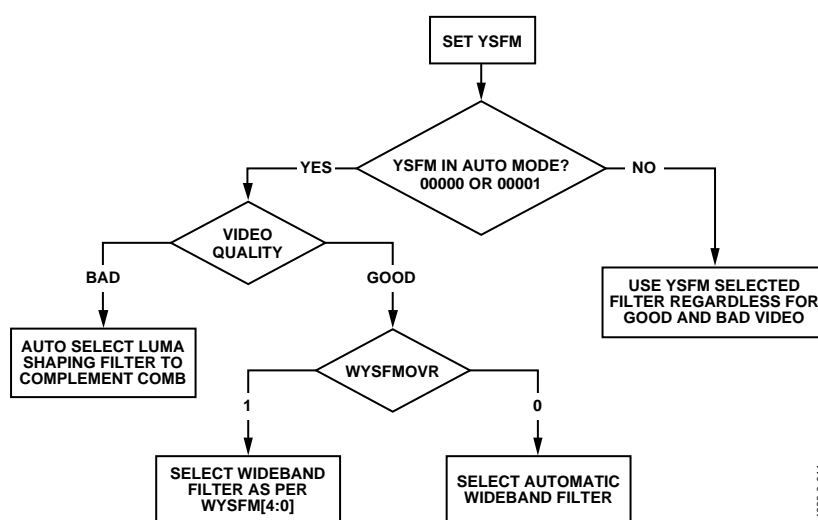 SET YSFM
YSFM IN AUTO MODE?
00000 OR 00001
YES
NO
VIDEO
QUALITY
BAD
GOOD
USE YSFM SELECTED
FILTER REGARDLESS FOR
GOOD AND BAD VIDEO
AUTO SELECT LUMA
SHAPING FILTER TO
COMPLEMENT COMB
WYSFMOVR
1
0
SELECT WIDEBAND
FILTER AS PER
WYSFM[4:0]
SELECT AUTOMATIC
WIDEBAND FILTER